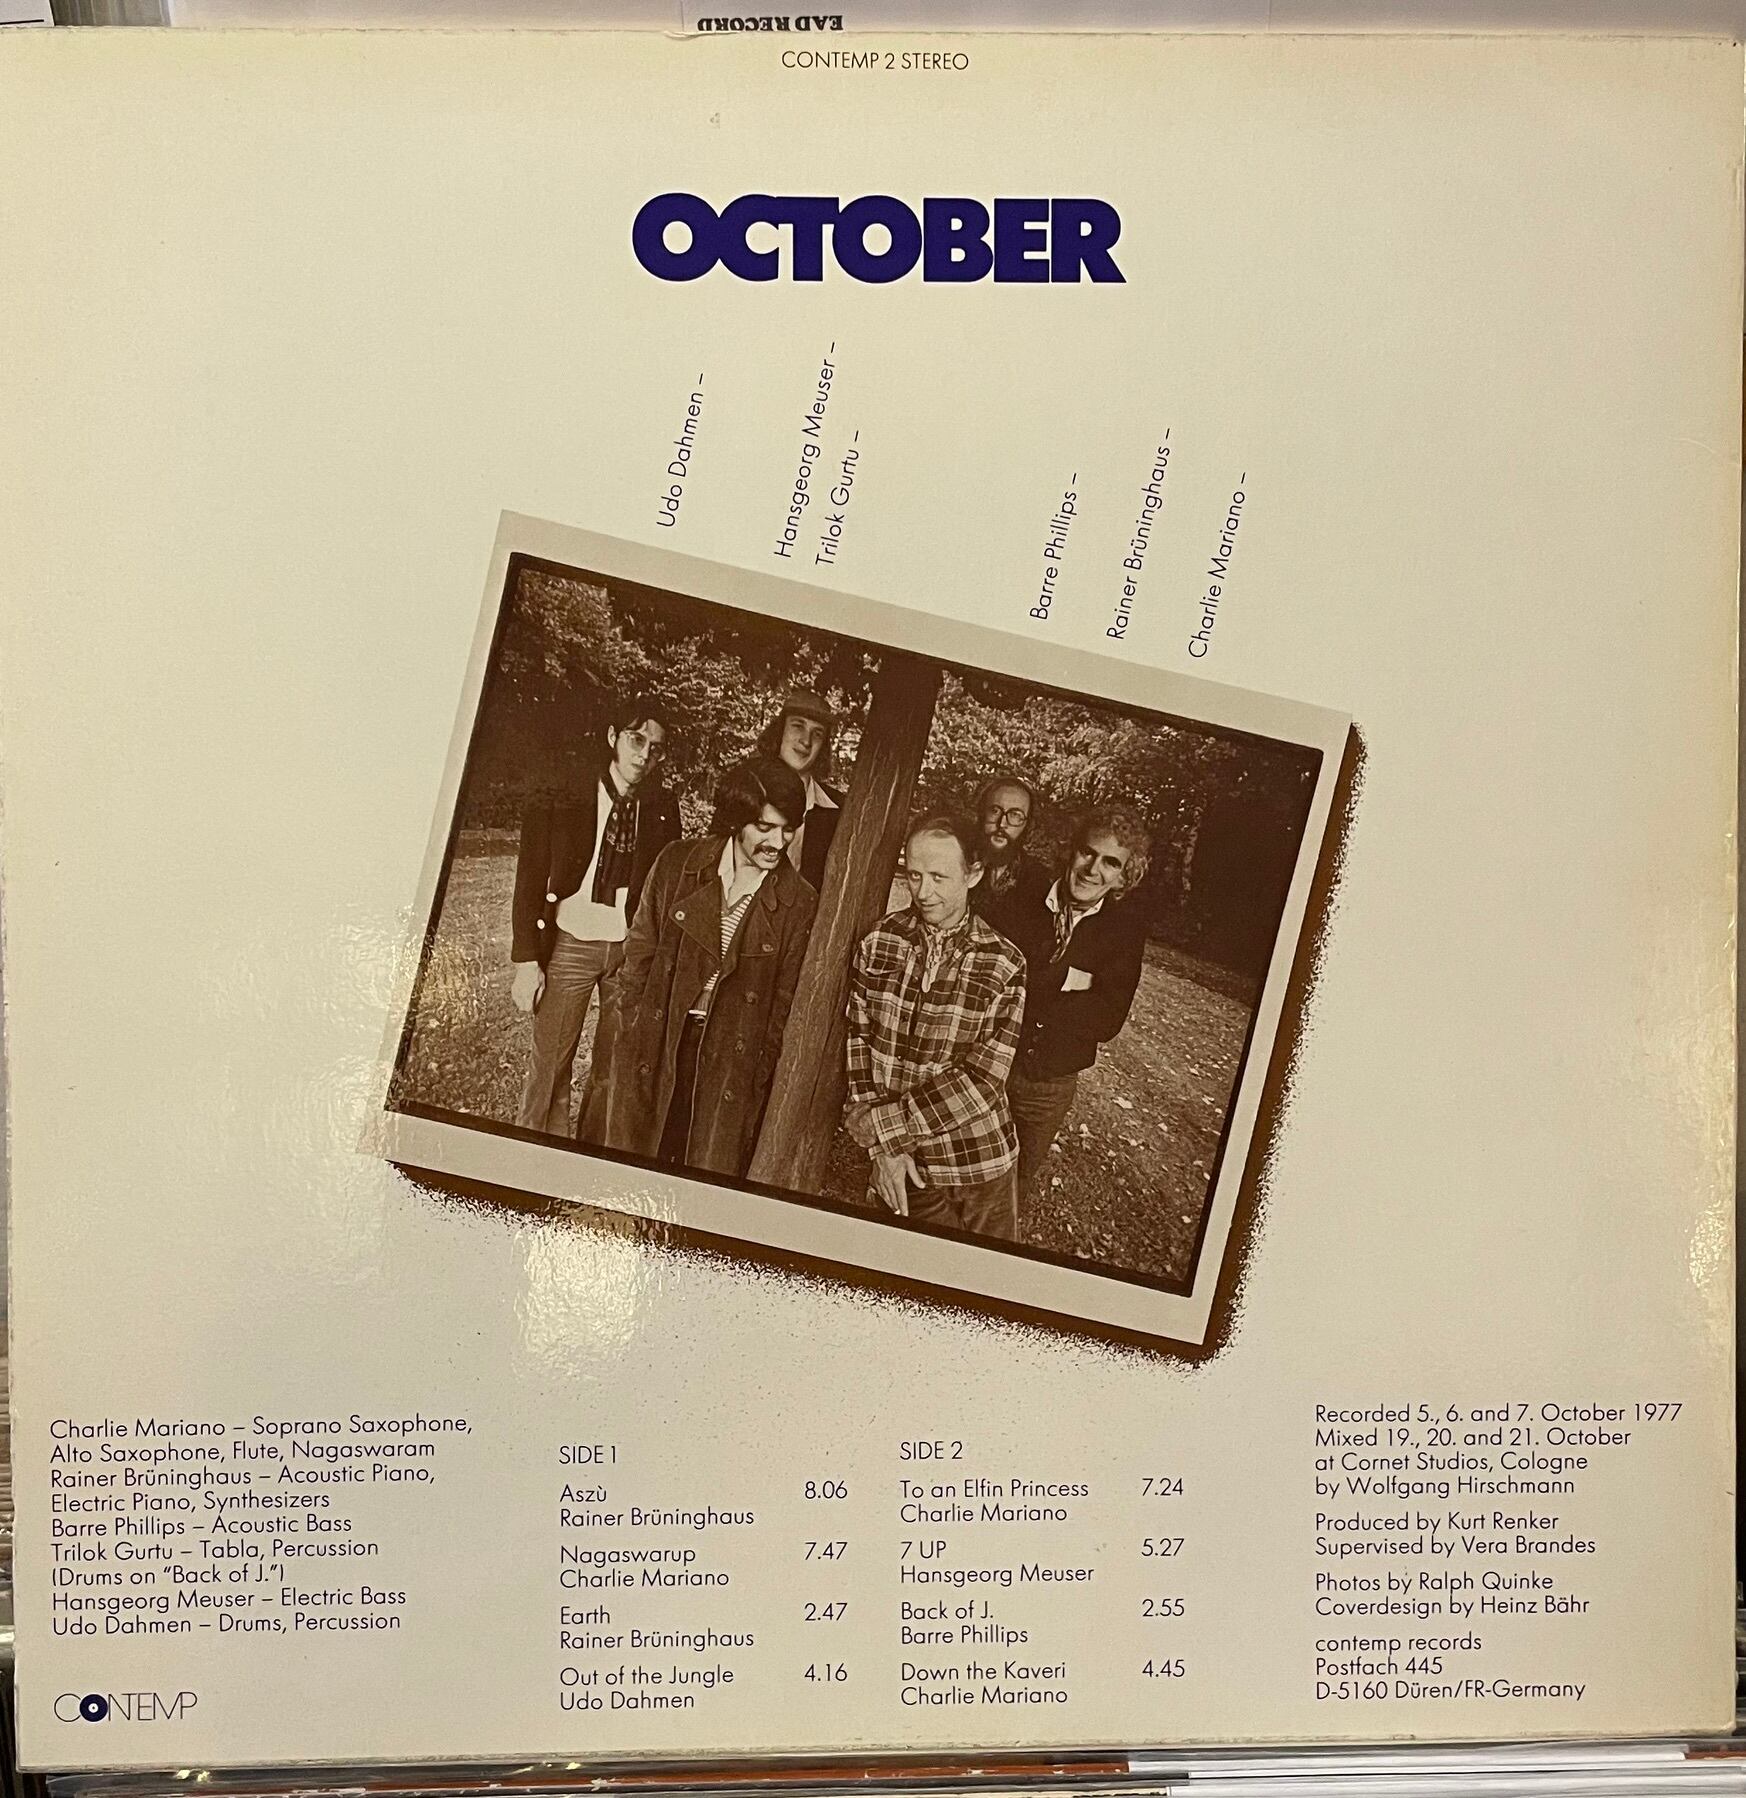 EAD RECORD
CONTEMP 2 STEREO
OCTOBER
Udo Dahmen –
Hansgeorg Meuser –
Trilok Gurtu –
Barre Phillips –
Rainer Brüninghaus –
Charlie Mariano –
Charlie Mariano – Soprano Saxophone,
Alto Saxophone, Flute, Nagaswaram
Rainer Brüninghaus – Acoustic Piano,
Electric Piano, Synthesizers
Barre Phillips – Acoustic Bass
Trilok Gurtu – Tabla, Percussion
(Drums on "Back of J.")
Hansgeorg Meuser – Electric Bass
Udo Dahmen – Drums, Percussion
CONTEMP
SIDE 1
Aszù 8.06
Rainer Brüninghaus
Nagaswarup 7.47
Charlie Mariano
Earth 2.47
Rainer Brüninghaus
Out of the Jungle 4.16
Udo Dahmen
SIDE 2
To an Elfin Princess 7.24
Charlie Mariano
7 UP 5.27
Hansgeorg Meuser
Back of J. 2.55
Barre Phillips
Down the Kaveri 4.45
Charlie Mariano
Recorded 5., 6. and 7. October 1977
Mixed 19., 20. and 21. October
at Cornet Studios, Cologne
by Wolfgang Hirschmann
Produced by Kurt Renker
Supervised by Vera Brandes
Photos by Ralph Quinke
Coverdesign by Heinz Bähr
contemp records
Postfach 445
D-5160 Düren/FR-Germany